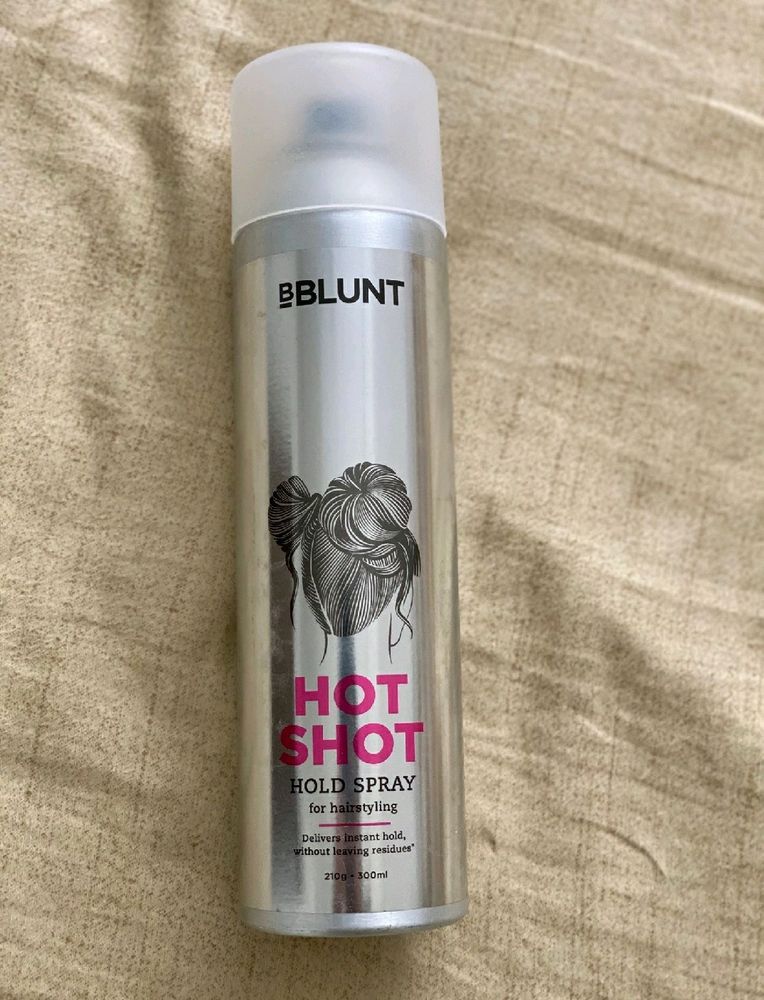 BBLUNT
HOT
SHOT
HOLD SPRAY
for hairstyling
Delivers instant hold,
without leaving residues*
210g - 300ml